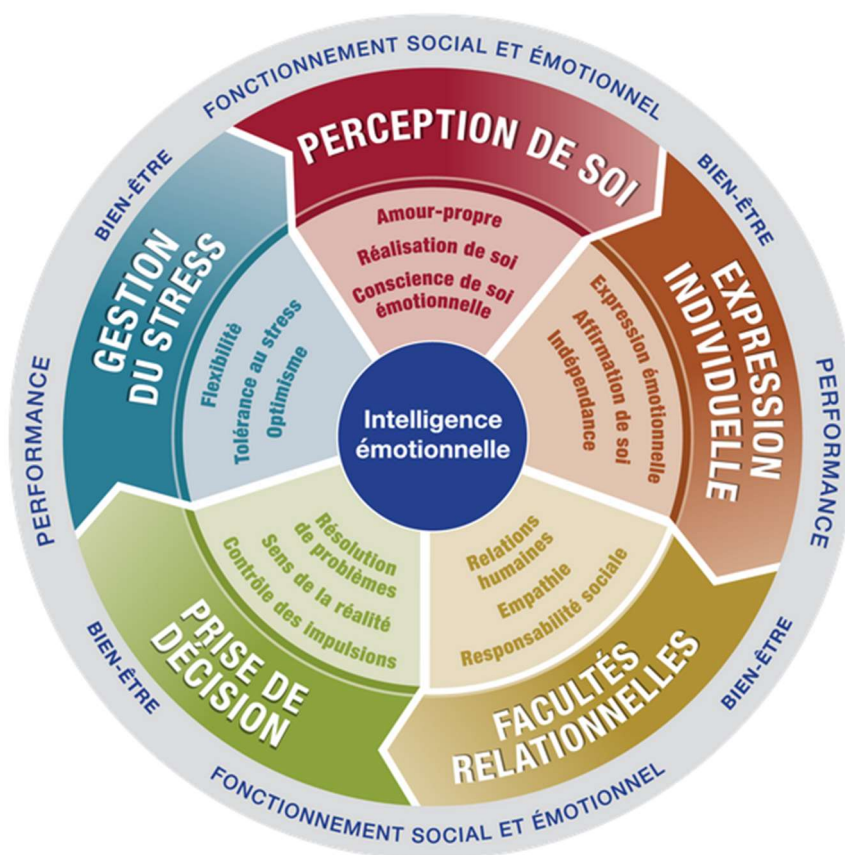 FONCTIONNEMENT SOCIAL ET ÉMOTIONNEL
BIEN-ÊTRE
PERFORMANCE
BIEN-ÊTRE
FONCTIONNEMENT SOCIAL ET ÉMOTIONNEL
BIEN-ÊTRE
PERFORMANCE
BIEN-ÊTRE
PERCEPTION DE SOI
Amour-propre
Réalisation de soi
Conscience de soi
émotionnelle
EXPRESSION
INDIVIDUELLE
Expression émotionnelle
Affirmation de soi
Indépendance
FACULTÉS
RELATIONNELLES
Relations
humaines
Empathie
Responsabilité sociale
PRISE DE
DÉCISION
Résolution
de problèmes
Sens de la réalité
Contrôle des impulsions
GESTION
DU STRESS
Flexibilité
Tolérance au stress
Optimisme
Intelligence
émotionnelle